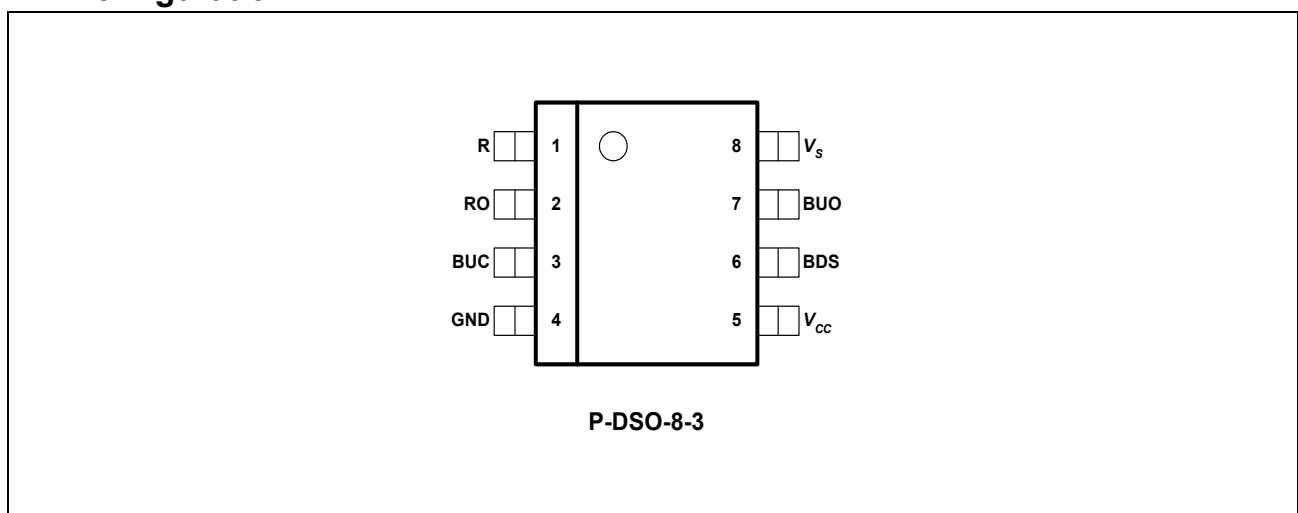 R 1 8 VS
RO 2 7 BUO
BUC 3 6 BDS
GND 4 5 VCC
P-DSO-8-3